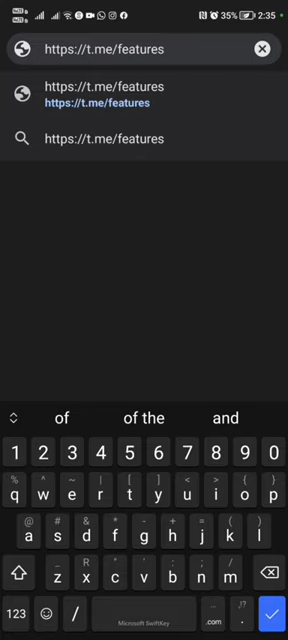 35% 2:35
https://t.me/features
https://t.me/features
https://t.me/features
https://t.me/features
of of the and
1 2 3 4 5 6 7 8 9 0
% ^ ~ | [ ] < > { }
q w e r t y u i o p
@ # & * - + = ( )
a s d f g h j k l
_ R " ' : ; /
z x c v b n m
... ,!?
123 / Microsoft SwiftKey .com .